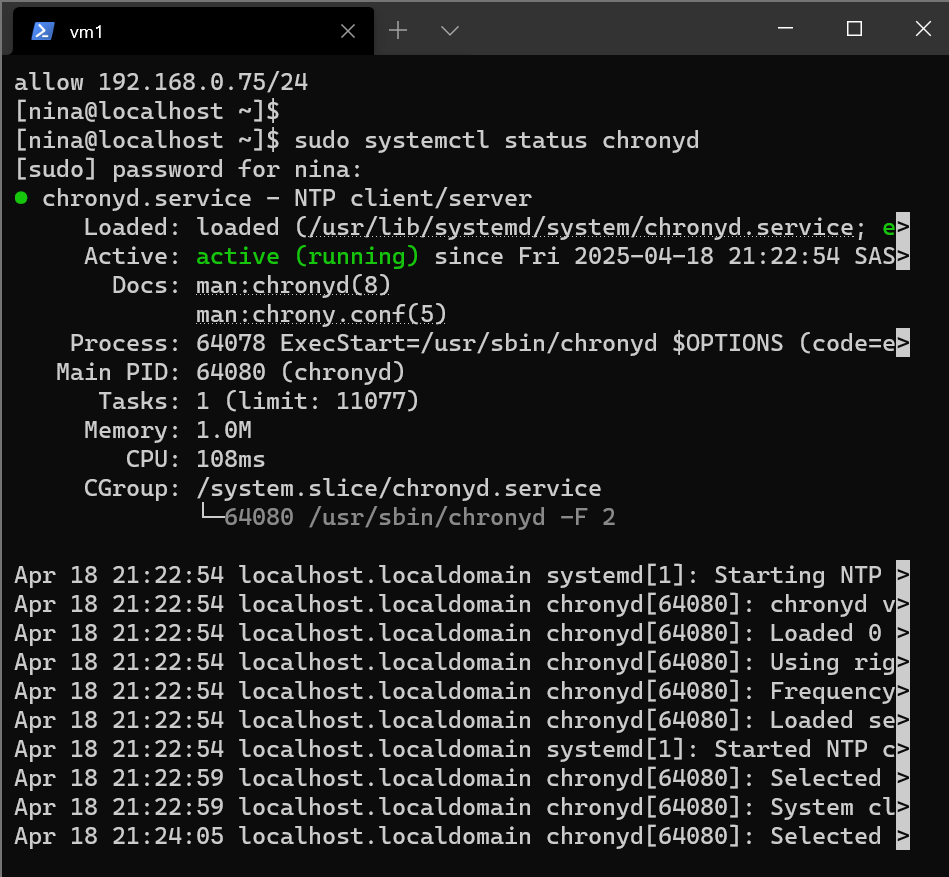 vm1
allow 192.168.0.75/24
[nina@localhost ~]$
[nina@localhost ~]$ sudo systemctl status chronyd
[sudo] password for nina:
● chronyd.service - NTP client/server
     Loaded: loaded (/usr/lib/systemd/system/chronyd.service; e>
     Active: active (running) since Fri 2025-04-18 21:22:54 SAS>
       Docs: man:chronyd(8)
             man:chrony.conf(5)
    Process: 64078 ExecStart=/usr/sbin/chronyd $OPTIONS (code=e>
   Main PID: 64080 (chronyd)
      Tasks: 1 (limit: 11077)
     Memory: 1.0M
        CPU: 108ms
     CGroup: /system.slice/chronyd.service
             └─64080 /usr/sbin/chronyd -F 2
Apr 18 21:22:54 localhost.localdomain systemd[1]: Starting NTP >
Apr 18 21:22:54 localhost.localdomain chronyd[64080]: chronyd v>
Apr 18 21:22:54 localhost.localdomain chronyd[64080]: Loaded 0 >
Apr 18 21:22:54 localhost.localdomain chronyd[64080]: Using rig>
Apr 18 21:22:54 localhost.localdomain chronyd[64080]: Frequency>
Apr 18 21:22:54 localhost.localdomain chronyd[64080]: Loaded se>
Apr 18 21:22:54 localhost.localdomain systemd[1]: Started NTP c>
Apr 18 21:22:59 localhost.localdomain chronyd[64080]: Selected >
Apr 18 21:22:59 localhost.localdomain chronyd[64080]: System cl>
Apr 18 21:24:05 localhost.localdomain chronyd[64080]: Selected >